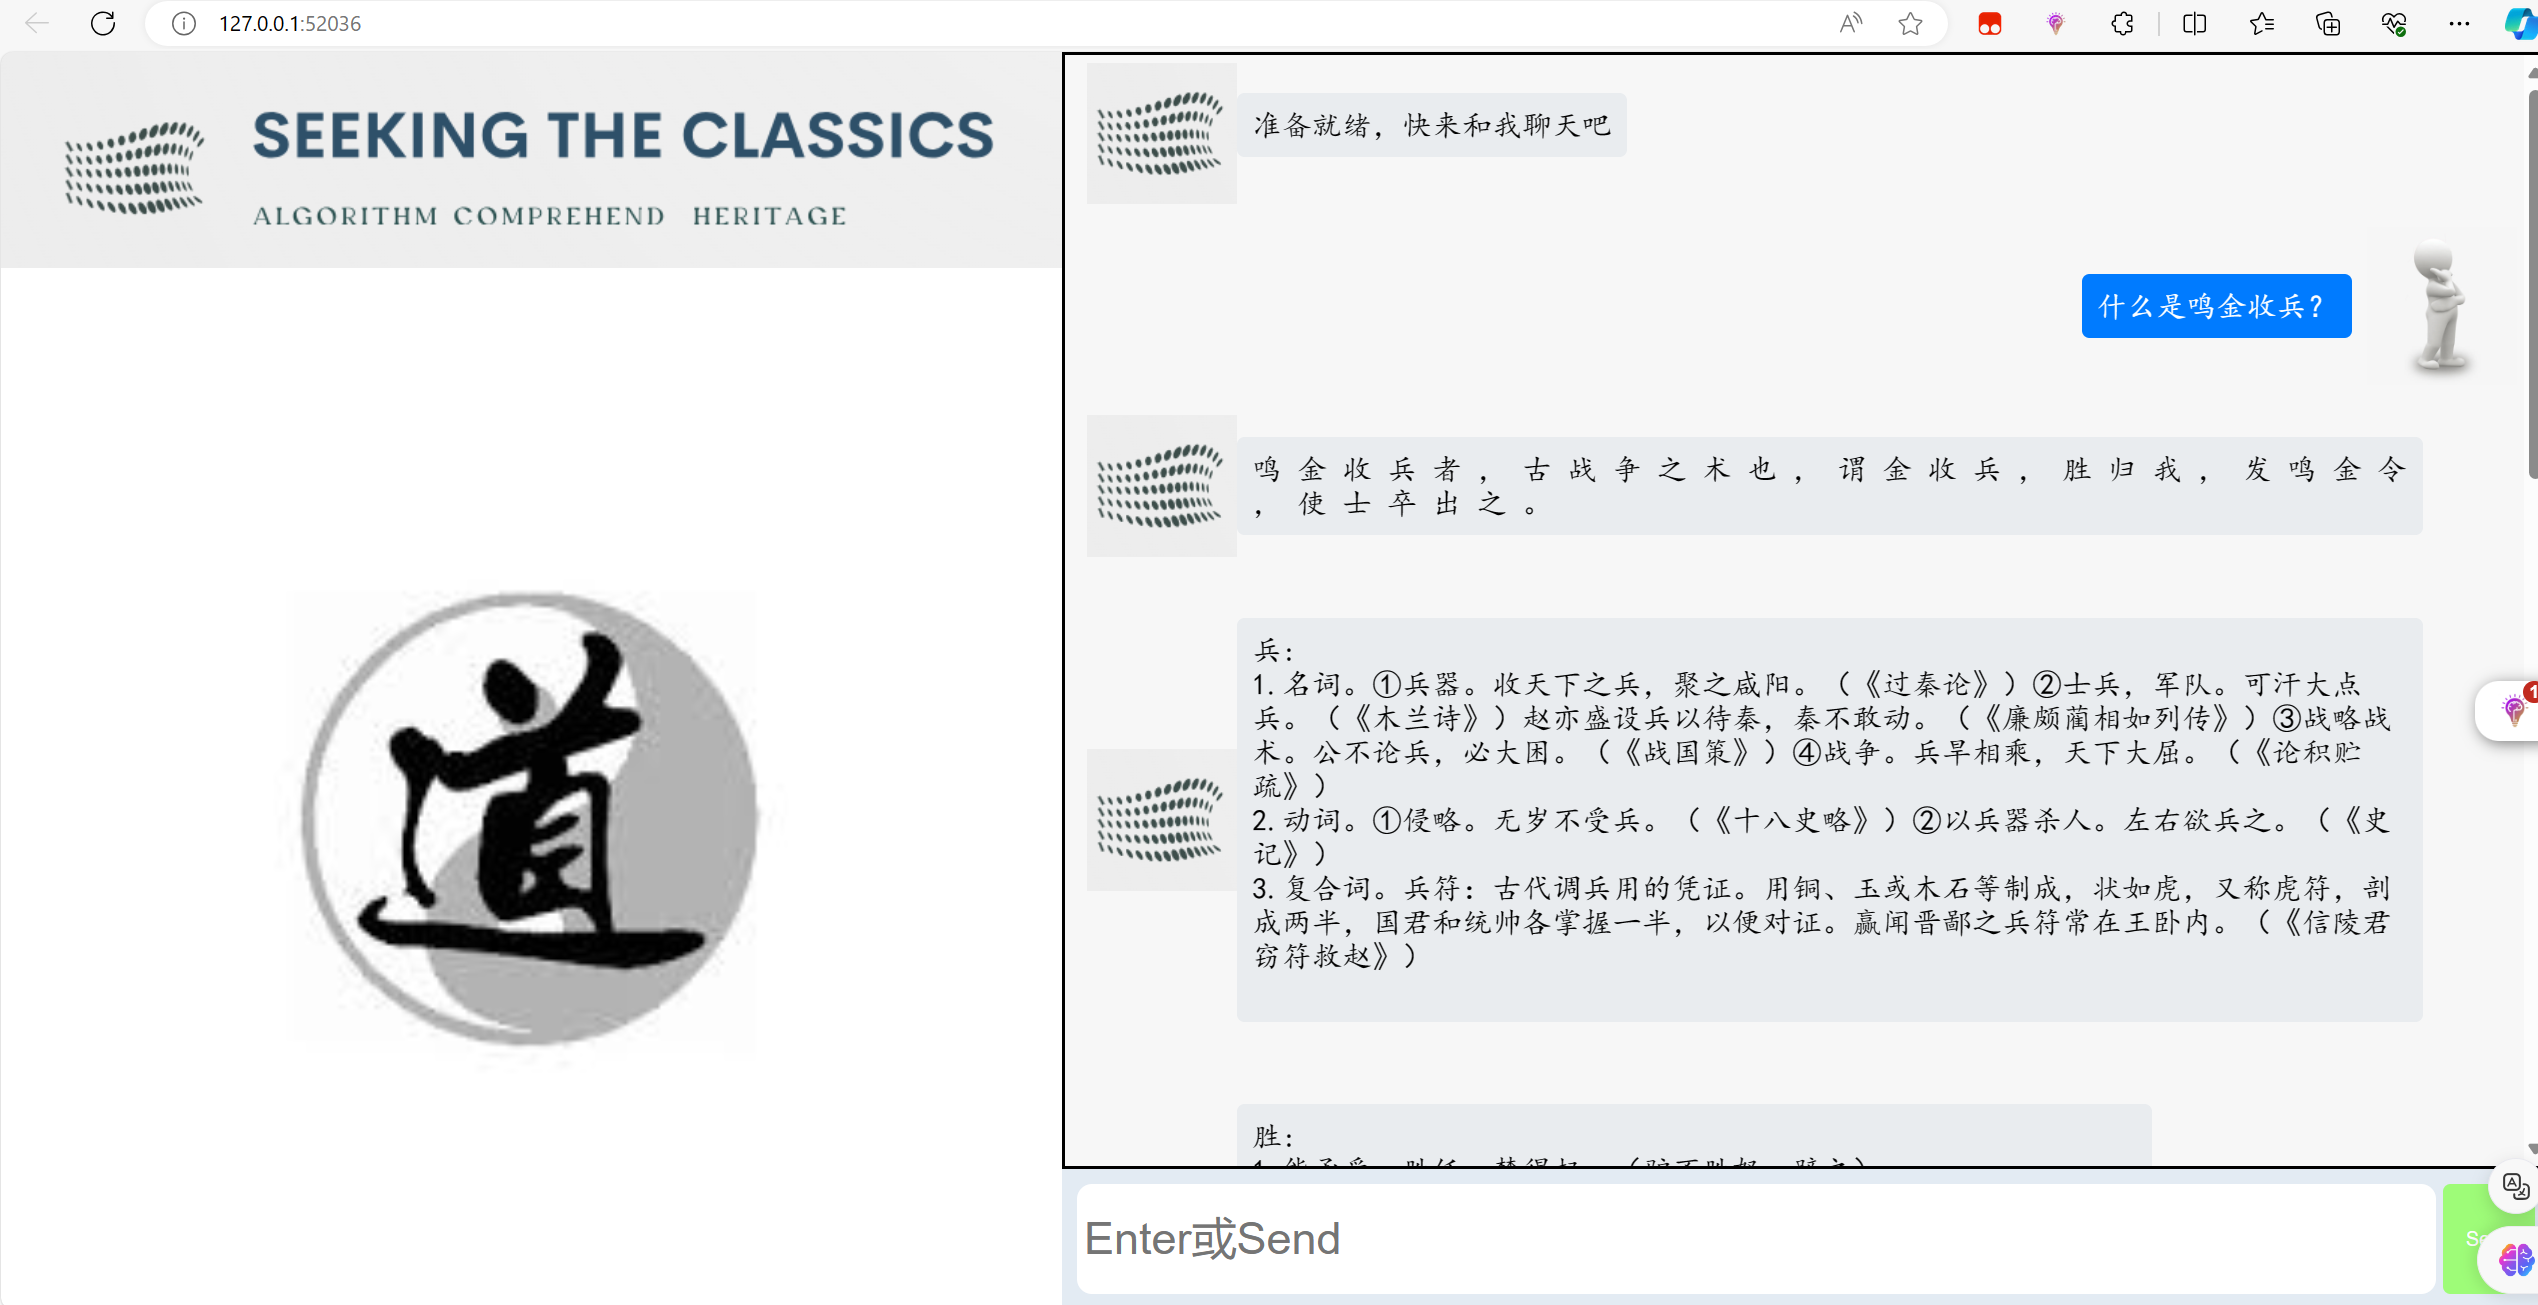 127.0.0.1:52036
SEEKING THE CLASSICS
ALGORITHM COMPREHEND HERITAGE
道
准备就绪，快来和我聊天吧
什么是鸣金收兵？
鸣 金 收 兵 者 ， 古 战 争 之 术 也 ， 谓 金 收 兵 ， 胜 归 我 ， 发 鸣 金 令
， 使 士 卒 出 之 。
兵：
1. 名词。①兵器。收天下之兵，聚之咸阳。（《过秦论》）②士兵，军队。可汗大点
兵。（《木兰诗》）赵亦盛设兵以待秦，秦不敢动。（《廉颇蔺相如列传》）③战略战
术。公不论兵，必大困。（《战国策》）④战争。兵旱相乘，天下大屈。（《论积贮
疏》）
2. 动词。①侵略。无岁不受兵。（《十八史略》）②以兵器杀人。左右欲兵之。（《史
记》）
3. 复合词。兵符：古代调兵用的凭证。用铜、玉或木石等制成，状如虎，又称虎符，剖
成两半，国君和统帅各掌握一半，以便对证。赢闻晋鄙之兵符常在王卧内。（《信陵君
窃符救赵》）
胜：
1
Enter或Send